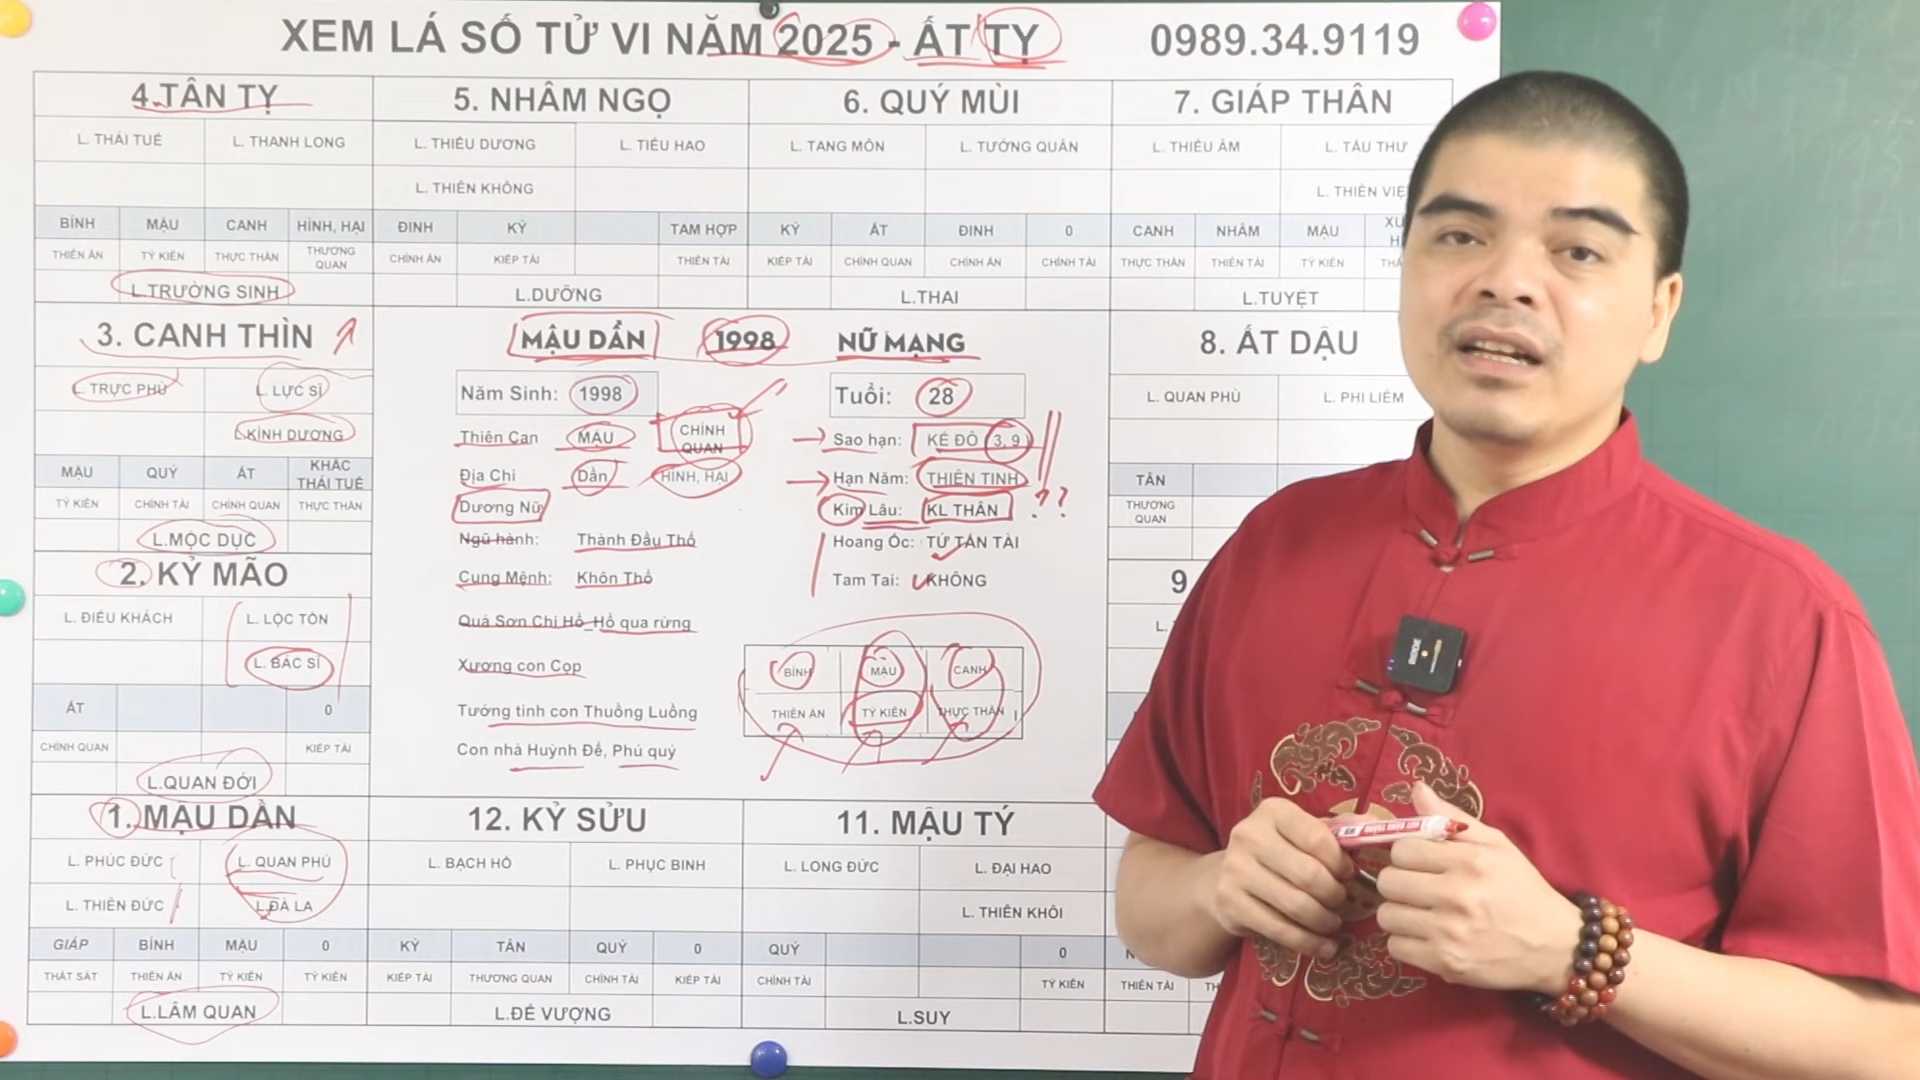 XEM LÁ SỐ TỬ VI NĂM 2025 - ẤT TỴ
0989.34.9119
4.TÂN TỴ
L. THÁI TUẾ
L. THANH LONG
BÍNH
MẬU
CANH
HÌNH, HẠI
THIÊN ẤN
TỶ KIÊN
THỰC THẦN
THƯƠNG
QUAN
L.TRƯỜNG SINH
5. NHÂM NGỌ
L. THIẾU DƯƠNG
L. TIỂU HAO
L. THIÊN KHÔNG
ĐINH
KỶ
TAM HỢP
CHÍNH ẤN
KIẾP TÀI
THIÊN TÀI
L.DƯỠNG
6. QUÝ MÙI
L. TANG MÔN
L. TƯỚNG QUÂN
KỶ
ẤT
ĐINH
0
KIẾP TÀI
CHÍNH QUAN
CHÍNH ẤN
CHÍNH TÀI
L.THAI
7. GIÁP THÂN
L. THIẾU ÂM
L. TẤU THƯ
L. THIÊN VIỆ
CANH
NHÂM
MẬU
THỰC THẦN
THIÊN TÀI
TỶ KIÊN
L.TUYỆT
3. CANH THÌN
L. TRỰC PHÙ
L. LỰC SĨ
L.KÌNH DƯƠNG
MẬU
QUÝ
ẤT
KHẮC
THÁI TUẾ
TỶ KIÊN
CHÍNH TÀI
CHÍNH QUAN
THỰC THẦN
L.MỘC DỤC
MẬU DẦN
1998
NỮ MẠNG
Năm Sinh: 1998
Tuổi: 28
Thiên Can
MẬU
CHÍNH
QUAN
Sao hạn:
KẾ ĐÔ
3, 9
Địa Chi
Dần
HÌNH, HẠI
Hạn Năm:
THIÊN TINH
Dương Nữ
Kim Lâu:
KL THÂN
??
Ngũ hành:
Thành Đầu Thổ
Hoang Ốc:
TỨ TẤN TÀI
Cung Mệnh:
Khôn Thổ
Tam Tai:
KHÔNG
Quá Sơn Chi Hổ_Hổ qua rừng
Xương con Cọp
Tướng tinh con Thuồng Luồng
Con nhà Huỳnh Đế, Phú quý
BÍNH
MẬU
CANH
THIÊN ẤN
TỶ KIÊN
THỰC THẦN
8. ẤT DẬU
L. QUAN PHÙ
L. PHI LIÊM
TÂN
THƯƠNG
QUAN
2. KỶ MÃO
L. ĐIẾU KHÁCH
L. LỘC TỒN
L. BÁC SĨ
ẤT
0
CHÍNH QUAN
KIẾP TÀI
L.QUAN ĐỚI
9
L.
1. MẬU DẦN
L. PHÚC ĐỨC
L. QUAN PHỦ
L. THIÊN ĐỨC
L.ĐÀ LA
GIÁP
BÍNH
MẬU
0
THẤT SÁT
THIÊN ẤN
TỶ KIÊN
TỶ KIÊN
L.LÂM QUAN
12. KỶ SỬU
L. BẠCH HỔ
L. PHỤC BINH
KỶ
TÂN
QUÝ
0
KIẾP TÀI
THƯƠNG QUAN
CHÍNH TÀI
KIẾP TÀI
L.ĐẾ VƯỢNG
11. MẬU TÝ
L. LONG ĐỨC
L. ĐẠI HAO
L. THIÊN KHÔI
QUÝ
0
CHÍNH TÀI
TỶ KIÊN
L.SUY
THIÊN TÀI